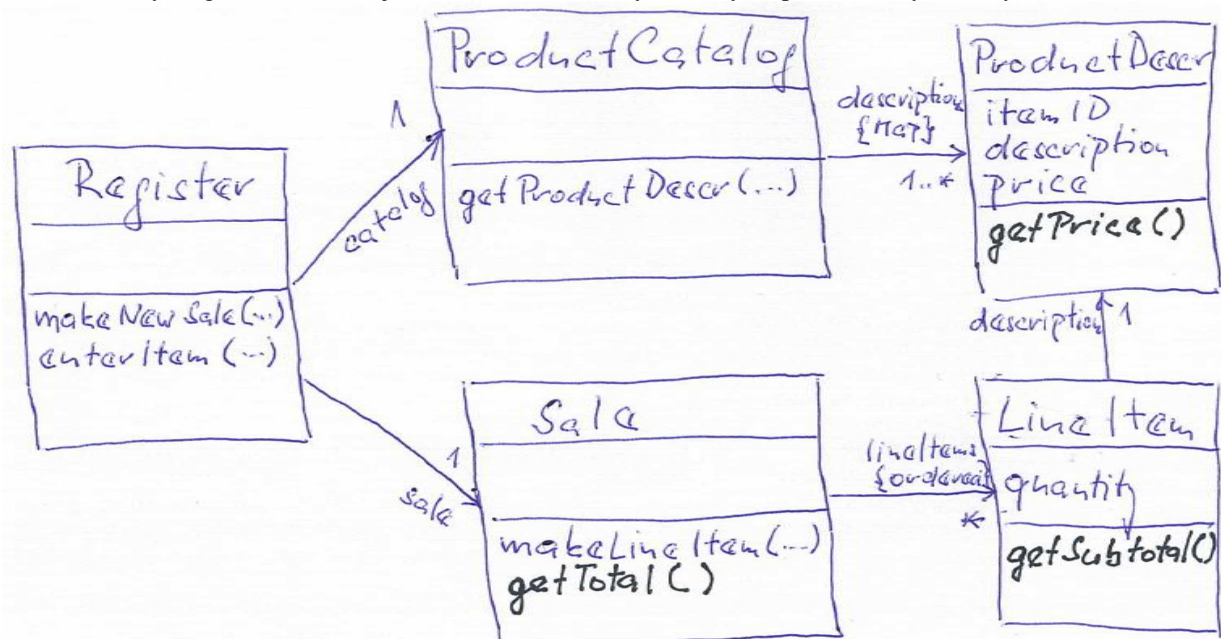 ProductCatalog
getProductDescr(...)
ProductDescr
itemID
description
price
getPrice()
description
{MaP}
1..*
Register
makeNewSale(...)
enterItem(...)
1
catalog
1
sale
Sale
makeLineItem(...)
getTotal()
lineItems
{ordered}
*
description 1
LineItem
quantity
getSubtotal()